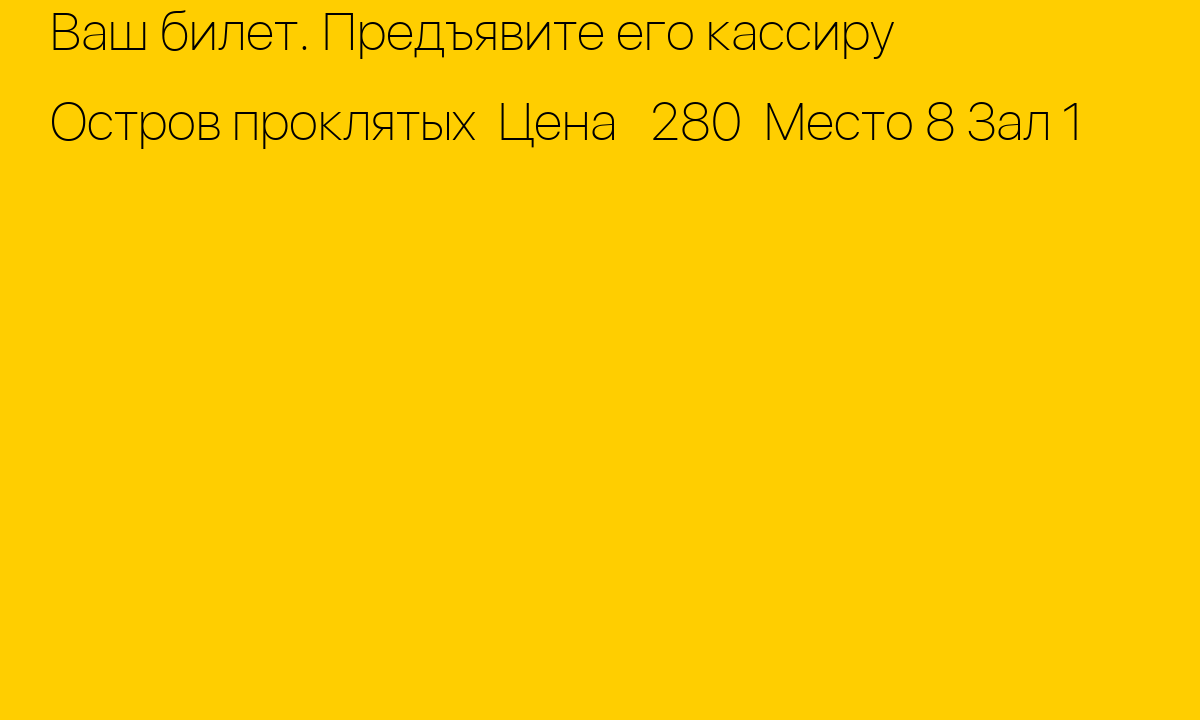 Ваш билет. Предъявите его кассиру
Остров проклятых Цена 280 Место 8 Зал 1